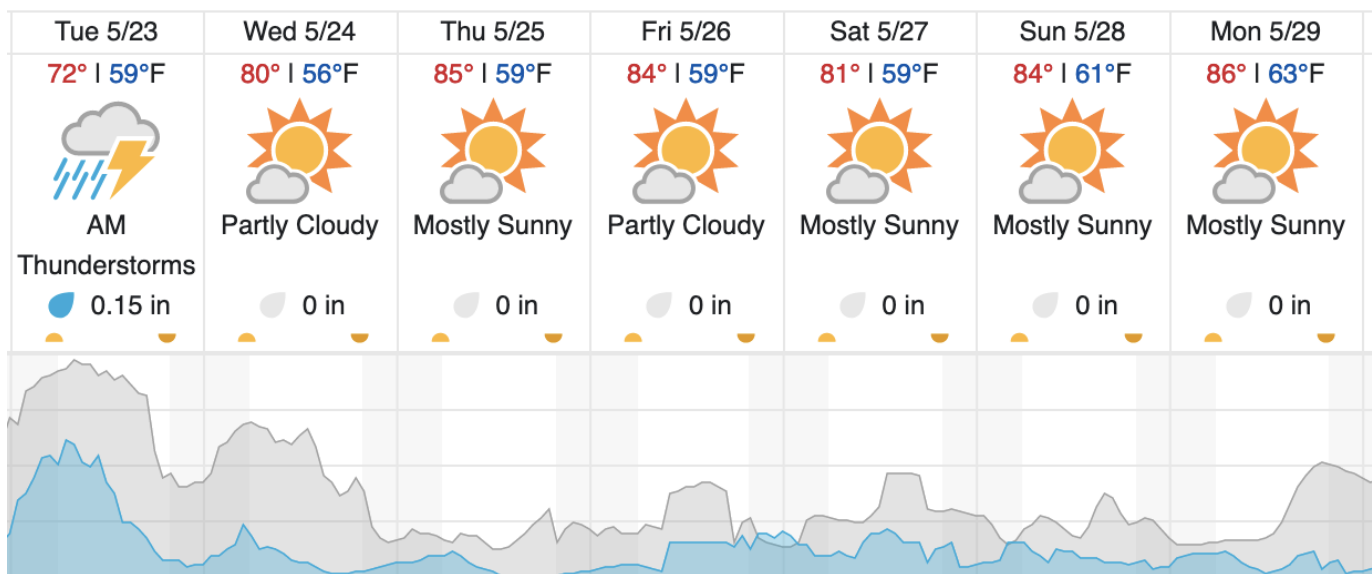 Tue 5/23 Wed 5/24 Thu 5/25 Fri 5/26 Sat 5/27 Sun 5/28 Mon 5/29
72° | 59°F 80° | 56°F 85° | 59°F 84° | 59°F 81° | 59°F 84° | 61°F 86° | 63°F
AM Partly Cloudy Mostly Sunny Partly Cloudy Mostly Sunny Mostly Sunny Mostly Sunny
Thunderstorms
0.15 in 0 in 0 in 0 in 0 in 0 in 0 in